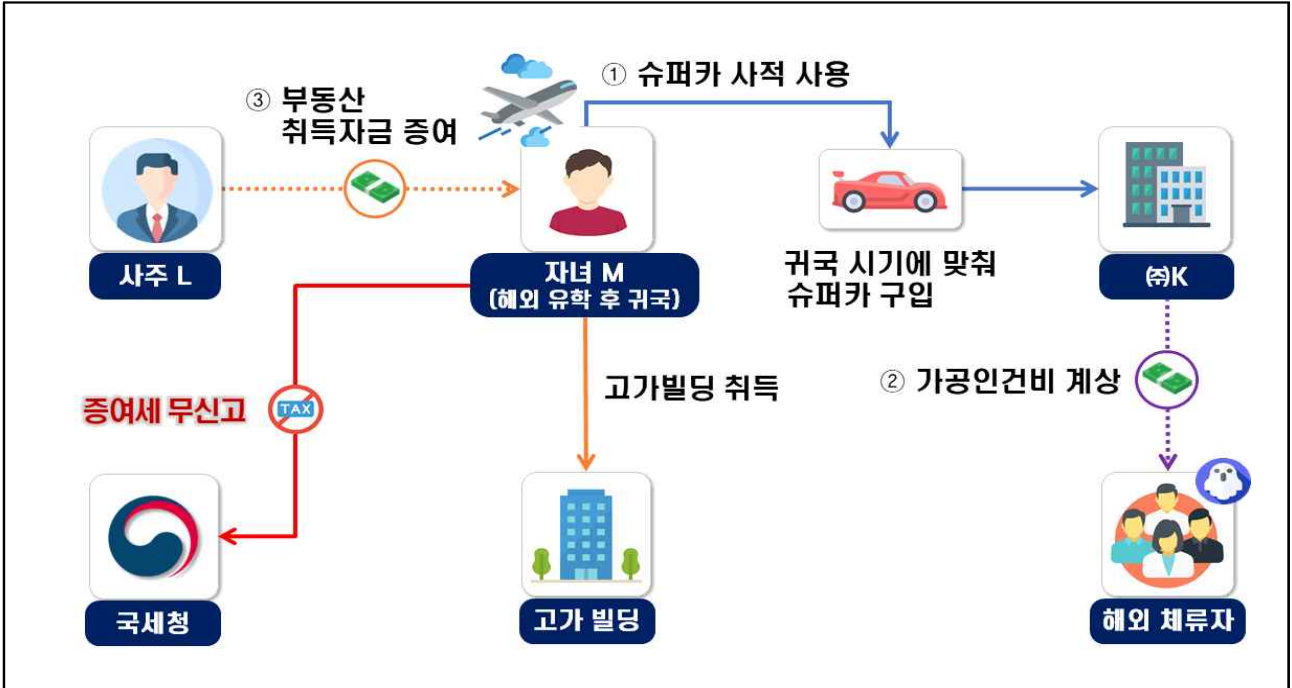 ① 슈퍼카 사적 사용
③ 부동산
취득자금 증여
사주 L
자녀 M
(해외 유학 후 귀국)
귀국 시기에 맞춰
슈퍼카 구입
㈜K
증여세 무신고
TAX
고가빌딩 취득
② 가공인건비 계상
국세청
고가 빌딩
해외 체류자